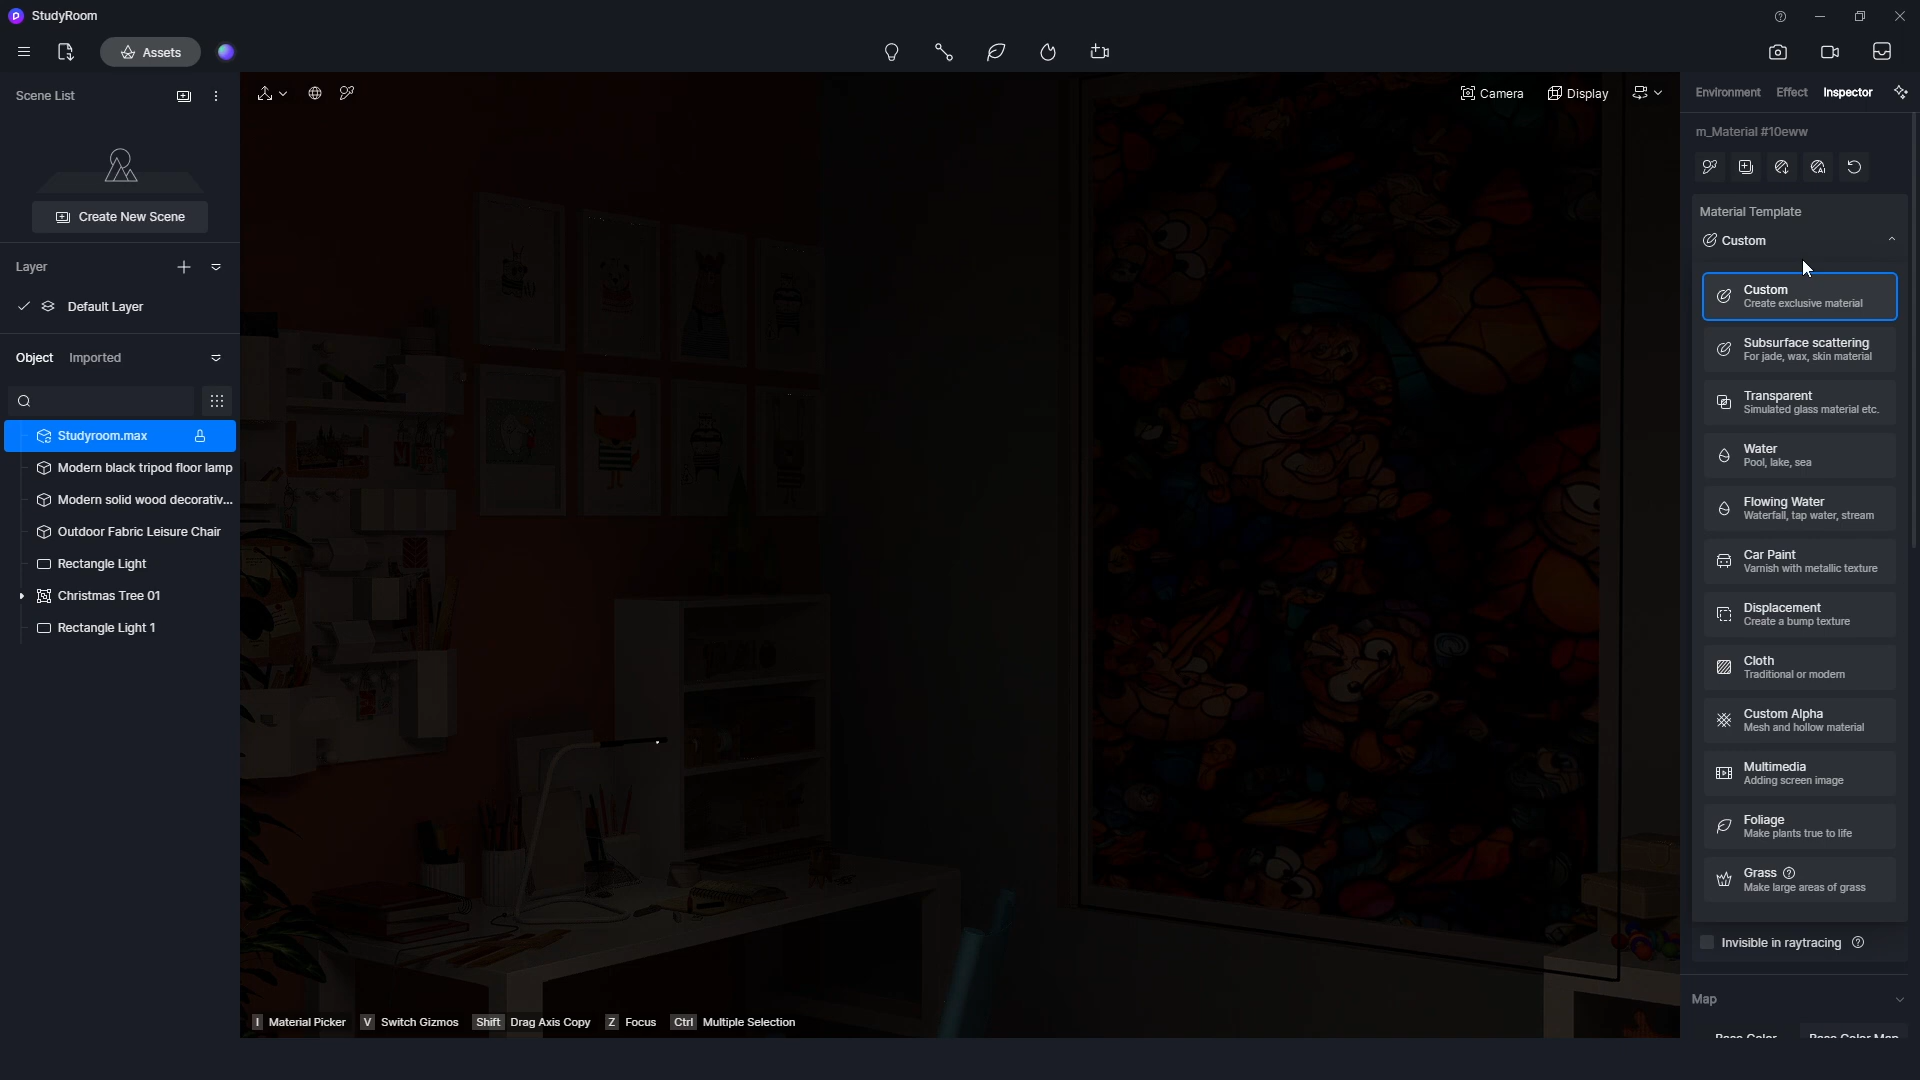 StudyRoom
Assets
Scene List
Create New Scene
Layer
Default Layer
Object Imported
Studyroom.max
Modern black tripod floor lamp
Modern solid wood decorativ...
Outdoor Fabric Leisure Chair
Rectangle Light
Christmas Tree 01
Rectangle Light 1
Camera
Display
I Material Picker V Switch Gizmos Shift Drag Axis Copy Z Focus Ctrl Multiple Selection
Environment Effect Inspector
m_Material #10eww
AI
Material Template
Custom
Custom
Create exclusive material
Subsurface scattering
For jade, wax, skin material
Transparent
Simulated glass material etc.
Water
Pool, lake, sea
Flowing Water
Waterfall, tap water, stream
Car Paint
Varnish with metallic texture
Displacement
Create a bump texture
Cloth
Traditional or modern
Custom Alpha
Mesh and hollow material
Multimedia
Adding screen image
Foliage
Make plants true to life
Grass
Make large areas of grass
Invisible in raytracing
Map
Base Color Base Color Map